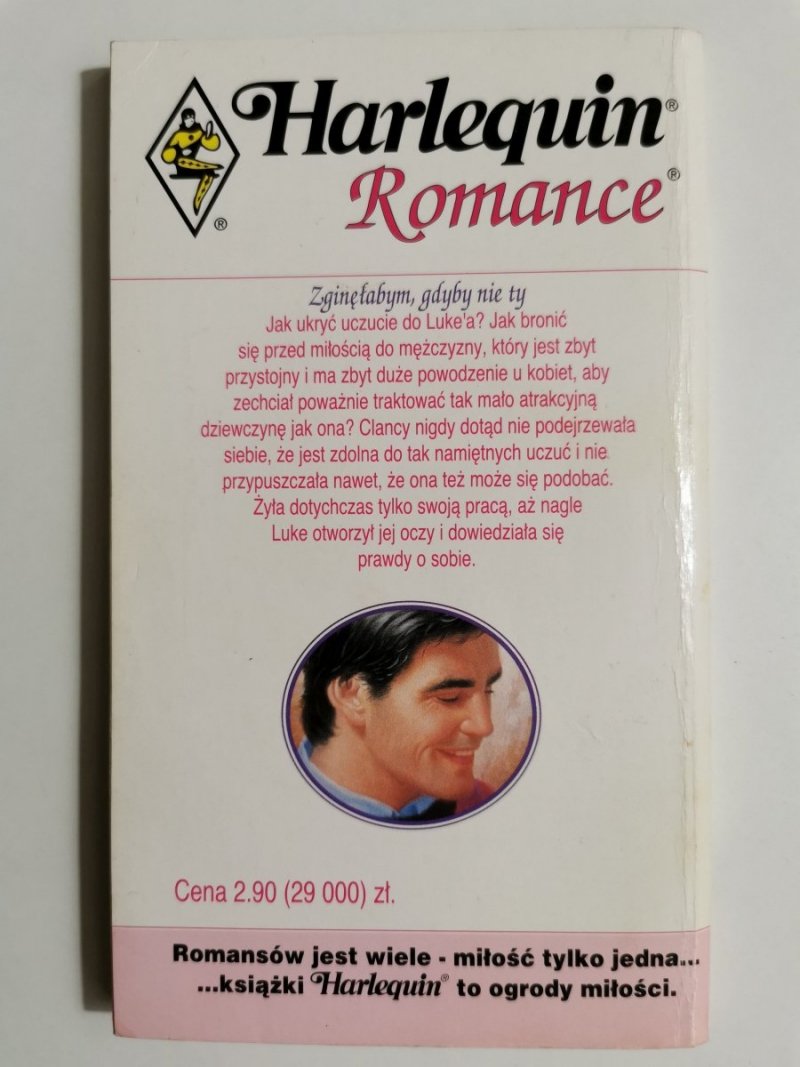 Harlequin®
Romance®
®
Zginęłabym, gdyby nie ty
Jak ukryć uczucie do Luke'a? Jak bronić
się przed miłością do mężczyzny, który jest zbyt
przystojny i ma zbyt duże powodzenie u kobiet, aby
zechciał poważnie traktować tak mało atrakcyjną
dziewczynę jak ona? Clancy nigdy dotąd nie podejrzewała
siebie, że jest zdolna do tak namiętnych uczuć i nie
przypuszczała nawet, że ona też może się podobać.
Żyła dotychczas tylko swoją pracą, aż nagle
Luke otworzył jej oczy i dowiedziała się
prawdy o sobie.
Cena 2.90 (29 000) zł.
Romansów jest wiele - miłość tylko jedna...
...książki Harlequin® to ogrody miłości.